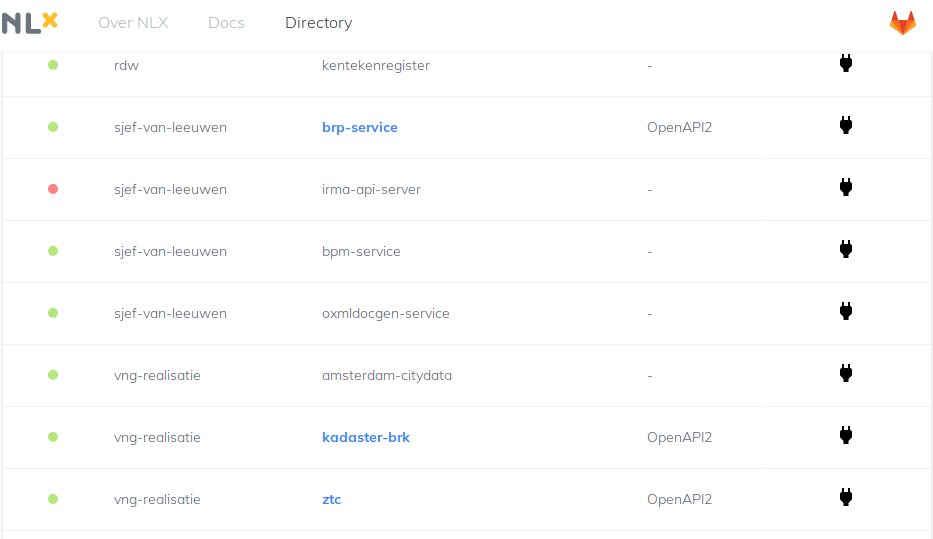 NLX Over NLX Docs Directory
rdw kentekenregister -
sjef-van-leeuwen brp-service OpenAPI2
sjef-van-leeuwen irma-api-server -
sjef-van-leeuwen bpm-service -
sjef-van-leeuwen oxmldocgen-service -
vng-realisatie amsterdam-citydata -
vng-realisatie kadaster-brk OpenAPI2
vng-realisatie ztc OpenAPI2